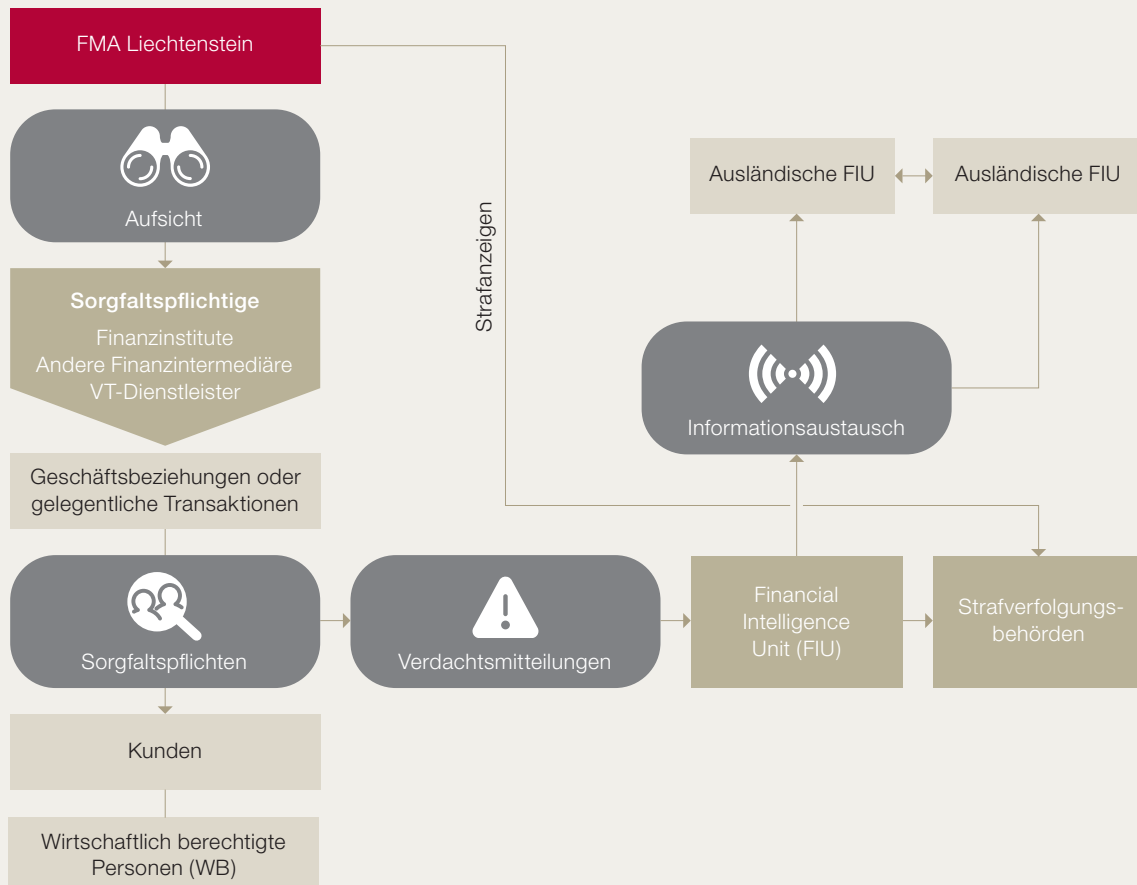 FMA Liechtenstein
Aufsicht
Sorgfaltspflichtige
Finanzinstitute
Andere Finanzintermediäre
VT-Dienstleister
Geschäftsbeziehungen oder
gelegentliche Transaktionen
Sorgfaltspflichten
Kunden
Wirtschaftlich berechtigte
Personen (WB)
Verdachtsmitteilungen
Strafanzeigen
Ausländische FIU
Ausländische FIU
Informationsaustausch
Financial
Intelligence
Unit (FIU)
Strafverfolgungs-
behörden